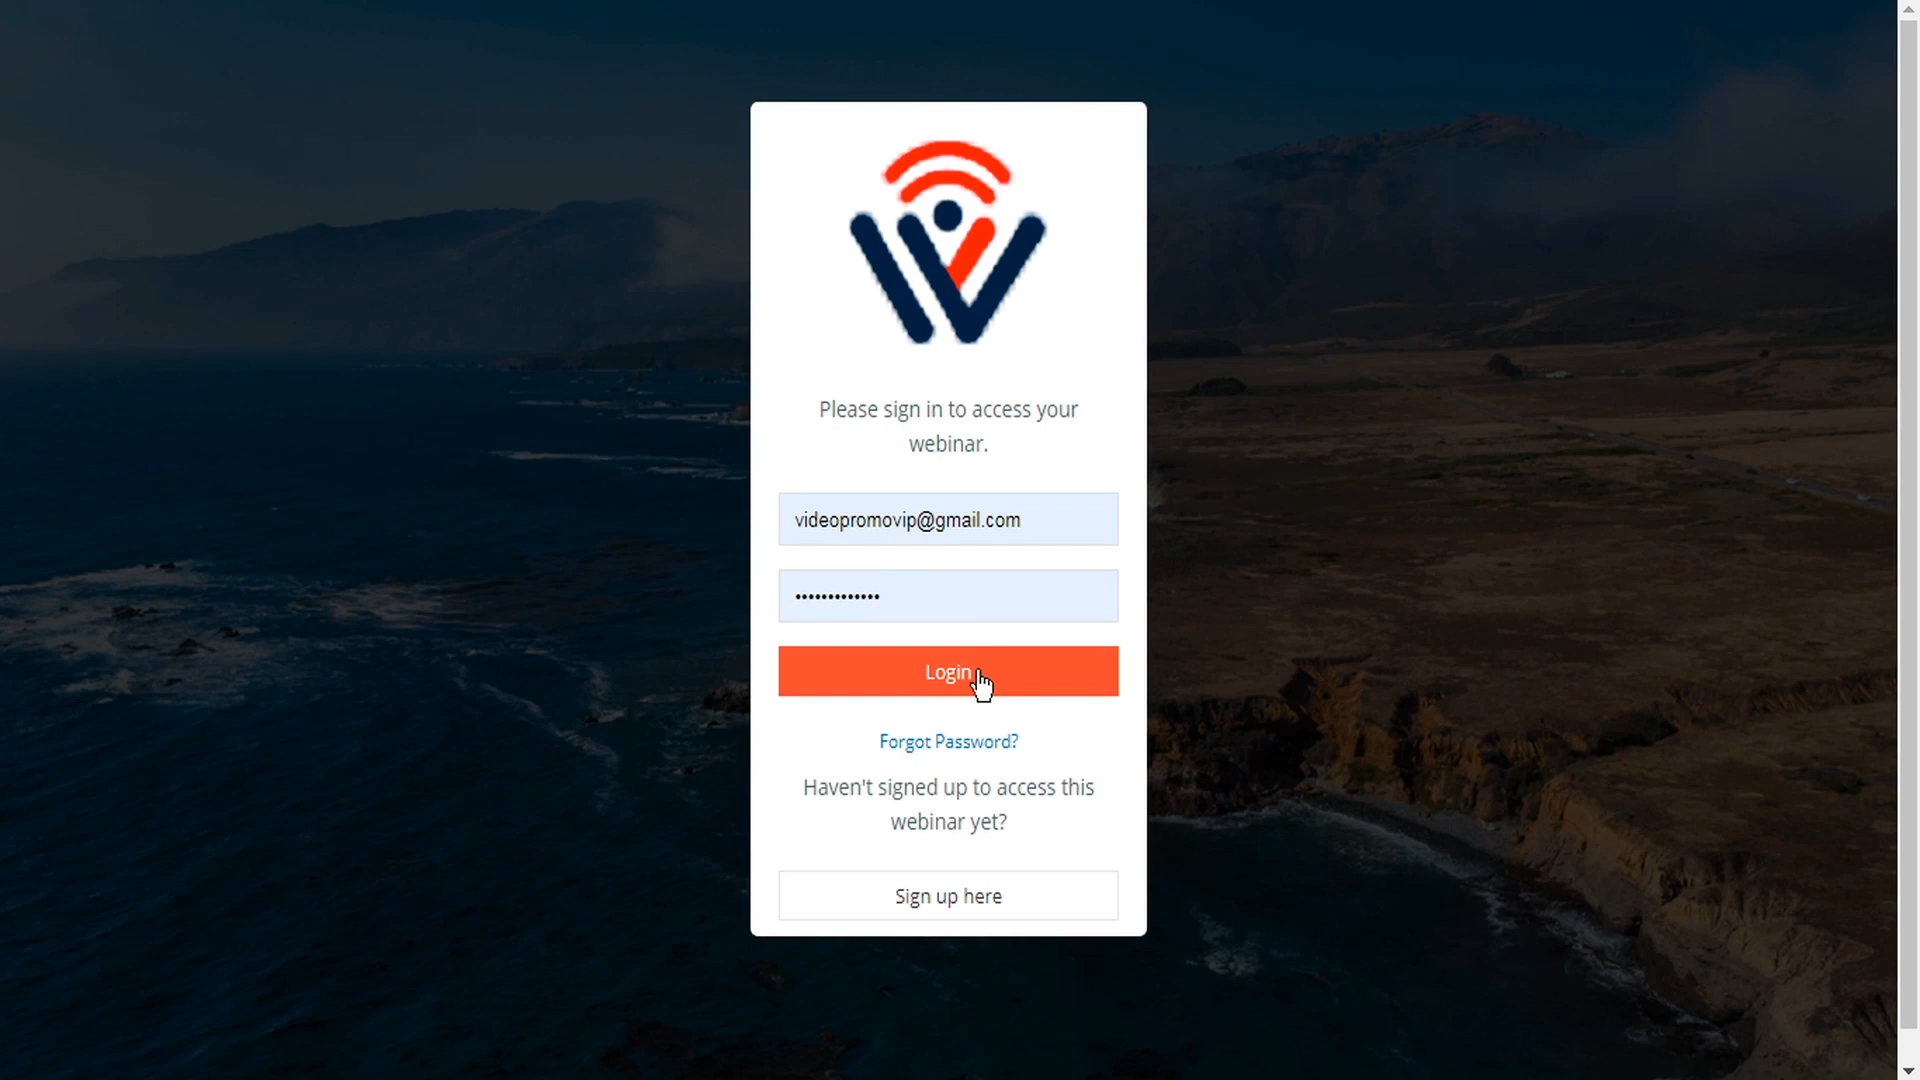 Please sign in to access your
webinar.
videopromovip@gmail.com
•••••••••••••
Login
Forgot Password?
Haven't signed up to access this
webinar yet?
Sign up here